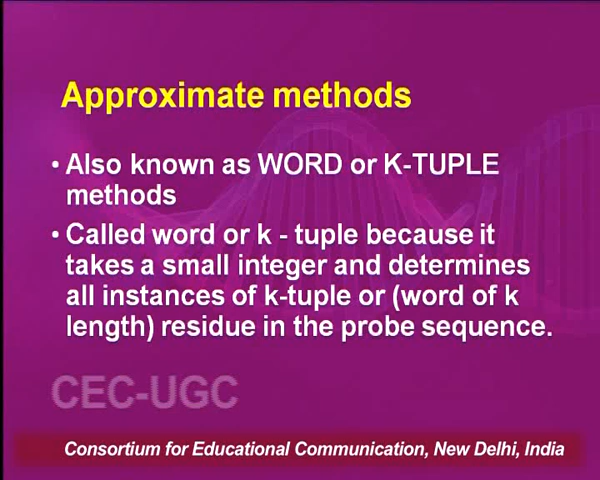 Approximate methods
• Also known as WORD or K-TUPLE
methods
• Called word or k - tuple because it
takes a small integer and determines
all instances of k-tuple or (word of k
length) residue in the probe sequence.
CEC-UGC
Consortium for Educational Communication, New Delhi, India